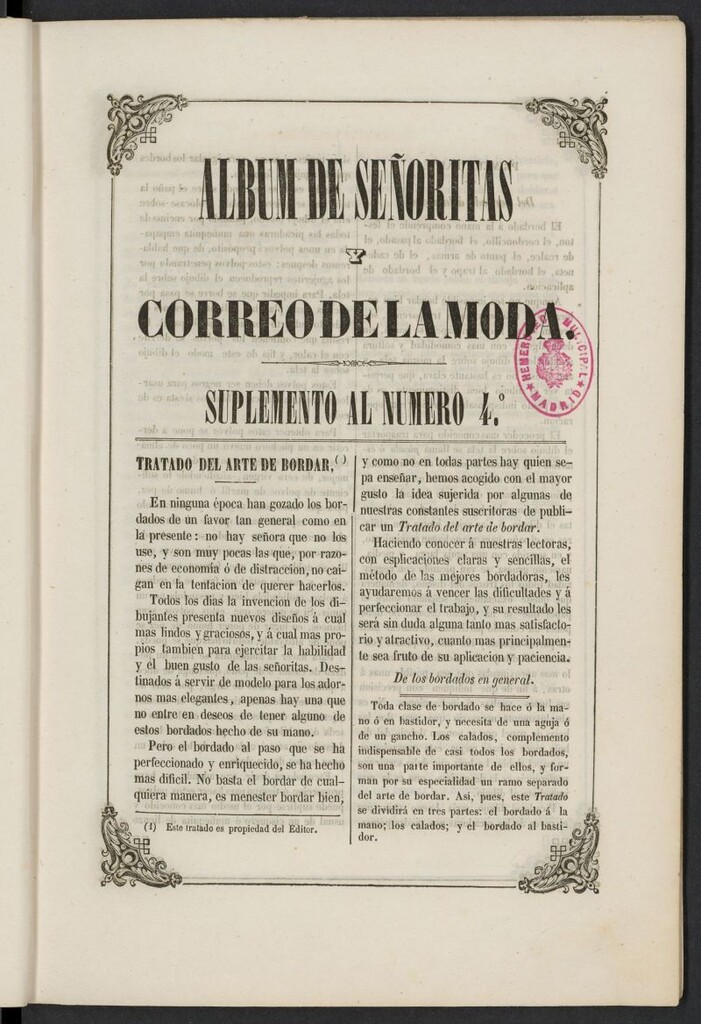 ALBUM DE SEÑORITAS
Y
CORREO DE LA MODA.
HEMEROTECA MUNICIPAL
MADRID
SUPLEMENTO AL NUMERO 4.º
TRATADO DEL ARTE DE BORDAR,( )
En ninguna época han gozado los bor-
dados de un favor tan general como en
la presente: no hay señora que no los
use, y son muy pocas las que, por razo-
nes de economía ó de distraccion, no cai-
gan en la tentacion de querer hacerlos.
Todos los dias la invencion de los di-
bujantes presenta nuevos diseños á cual
mas lindos y graciosos, y á cual mas pro-
pios tambien para ejercitar la habilidad
y el buen gusto de las señoritas. Des-
tinados á servir de modelo para los ador-
nos mas elegantes, apenas hay una que
no entre en deseos de tener alguno de
estos bordados hecho de su mano.
Pero el bordado al paso que se ha
perfeccionado y enriquecido, se ha hecho
mas dificil. No basta el bordar de cual-
quiera manera, es menester bordar bien,
(1) Este tratado es propiedad del Editor.
y como no en todas partes hay quien se-
pa enseñar, hemos acogido con el mayor
gusto la idea sujerida por algunas de
nuestras constantes suscritoras de publi-
car un Tratado del arte de bordar.
Haciendo conocer á nuestras lectoras,
con esplicaciones claras y sencillas, el
método de las mejores bordadoras, les
ayudaremos á vencer las dificultades y á
perfeccionar el trabajo, y su resultado les
será sin duda alguna tanto mas satisfacto-
rio y atractivo, cuanto mas principalmen-
te sea fruto de su aplicacion y paciencia.
De los bordados en general.
Toda clase de bordado se hace ó la ma-
no ó en bastidor, y necesita de una aguja ó
de un gancho. Los calados, complemento
indispensable de casi todos los bordados,
son una parte importante de ellos, y for-
man por su especialidad un ramo separado
del arte de bordar. Asi, pues, este Tratado
se dividirá en tres partes: el bordado á la
mano; los calados; y el bordado al basti-
dor.